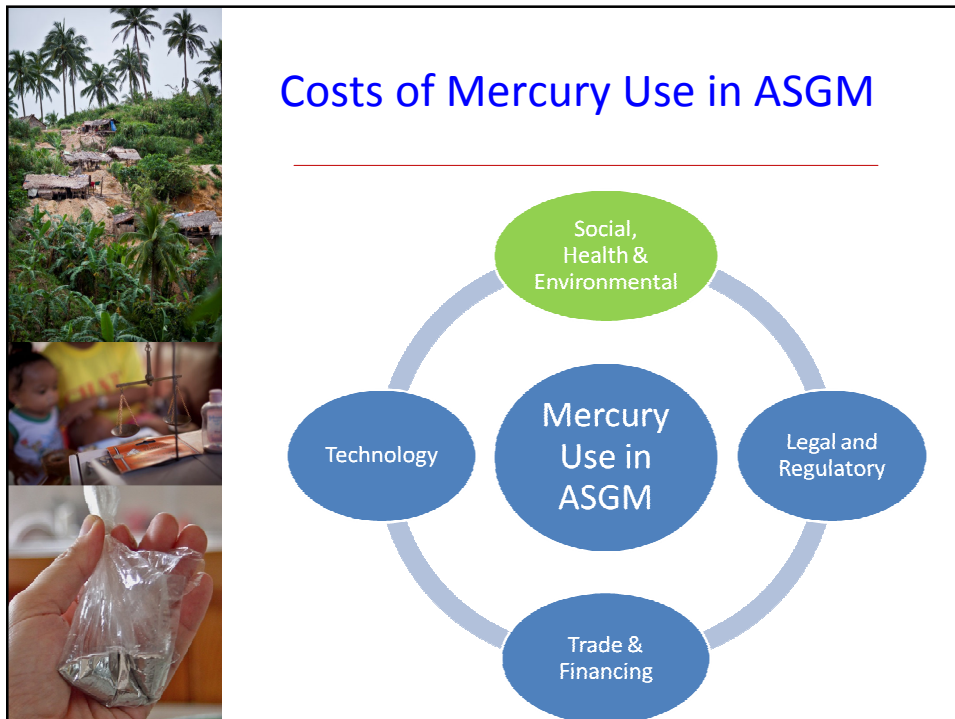 Costs of Mercury Use in ASGM
Social,
Health &
Environmental
Technology
Mercury
Use in
ASGM
Legal and
Regulatory
Trade &
Financing